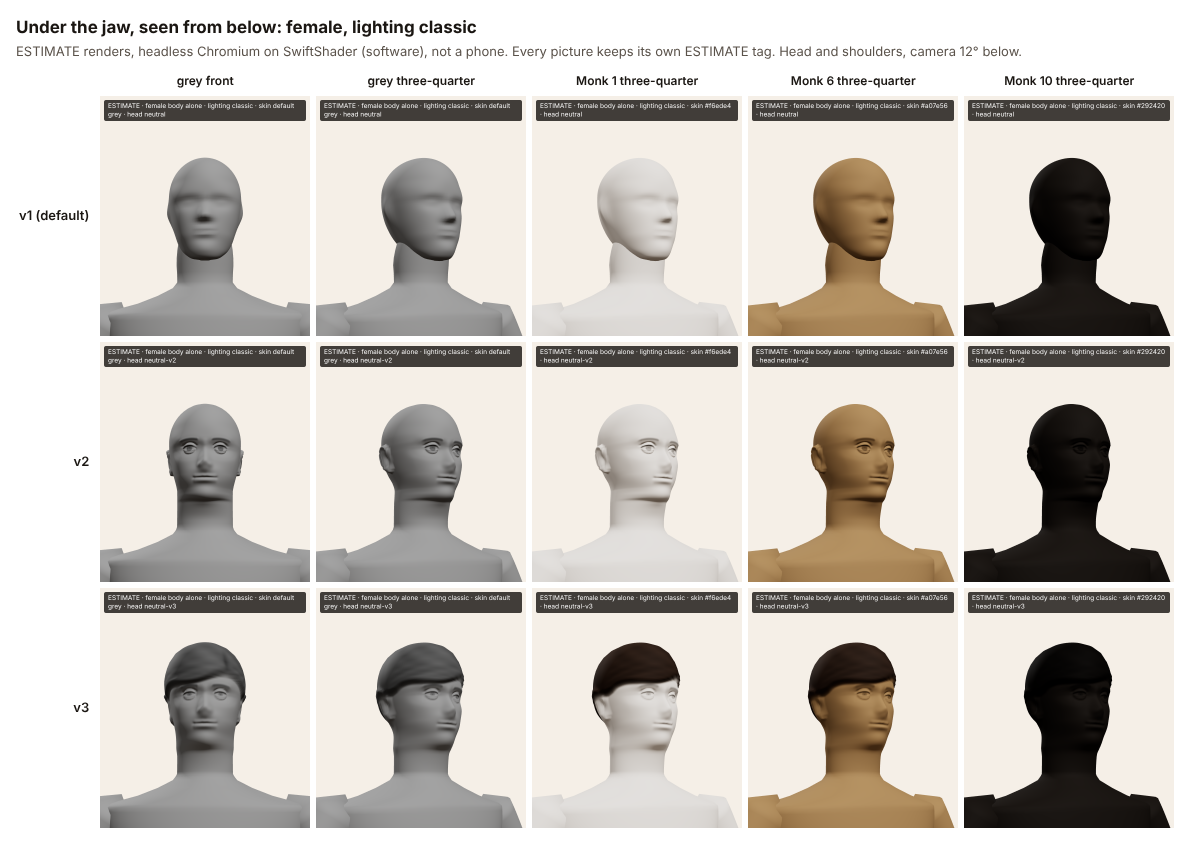 Under the jaw, seen from below: female, lighting classic
ESTIMATE renders, headless Chromium on SwiftShader (software), not a phone. Every picture keeps its own ESTIMATE tag. Head and shoulders, camera 12° below.
grey front
grey three-quarter
Monk 1 three-quarter
Monk 6 three-quarter
Monk 10 three-quarter
v1 (default)
ESTIMATE · female body alone · lighting classic · skin default
grey · head neutral
ESTIMATE · female body alone · lighting classic · skin default
grey · head neutral
ESTIMATE · female body alone · lighting classic · skin #f6ede4
· head neutral
ESTIMATE · female body alone · lighting classic · skin #a07e56
· head neutral
ESTIMATE · female body alone · lighting classic · skin #292420
· head neutral
v2
ESTIMATE · female body alone · lighting classic · skin default
grey · head neutral-v2
ESTIMATE · female body alone · lighting classic · skin default
grey · head neutral-v2
ESTIMATE · female body alone · lighting classic · skin #f6ede4
· head neutral-v2
ESTIMATE · female body alone · lighting classic · skin #a07e56
· head neutral-v2
ESTIMATE · female body alone · lighting classic · skin #292420
· head neutral-v2
v3
ESTIMATE · female body alone · lighting classic · skin default
grey · head neutral-v3
ESTIMATE · female body alone · lighting classic · skin default
grey · head neutral-v3
ESTIMATE · female body alone · lighting classic · skin #f6ede4
· head neutral-v3
ESTIMATE · female body alone · lighting classic · skin #a07e56
· head neutral-v3
ESTIMATE · female body alone · lighting classic · skin #292420
· head neutral-v3